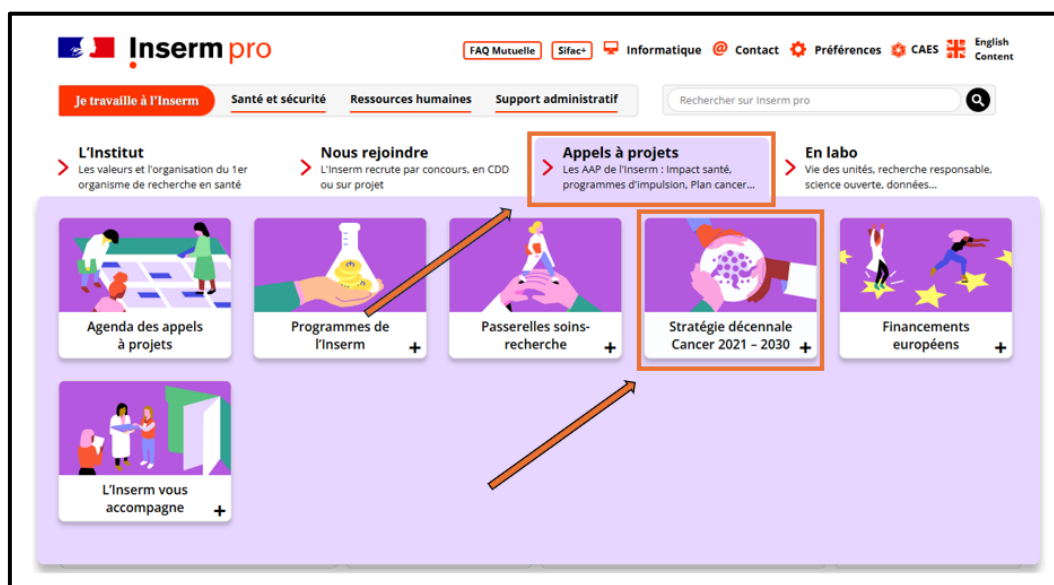 Inserm pro
FAQ Mutuelle
Sifac+
Informatique
@ Contact
Préférences
CAES
English
Content
Je travaille à l'Inserm
Santé et sécurité
Ressources humaines
Support administratif
Rechercher sur Inserm pro
L'Institut
Les valeurs et l'organisation du 1er
organisme de recherche en santé
Nous rejoindre
L'Inserm recrute par concours, en CDD
ou sur projet
Appels à projets
Les AAP de l'Inserm : Impact santé,
programmes d'impulsion, Plan cancer...
En labo
Vie des unités, recherche responsable,
science ouverte, données...
Agenda des appels
à projets
Programmes de
l'Inserm +
Passerelles soins-
recherche +
Stratégie décennale
Cancer 2021 – 2030 +
Financements
européens +
L'Inserm vous
accompagne +